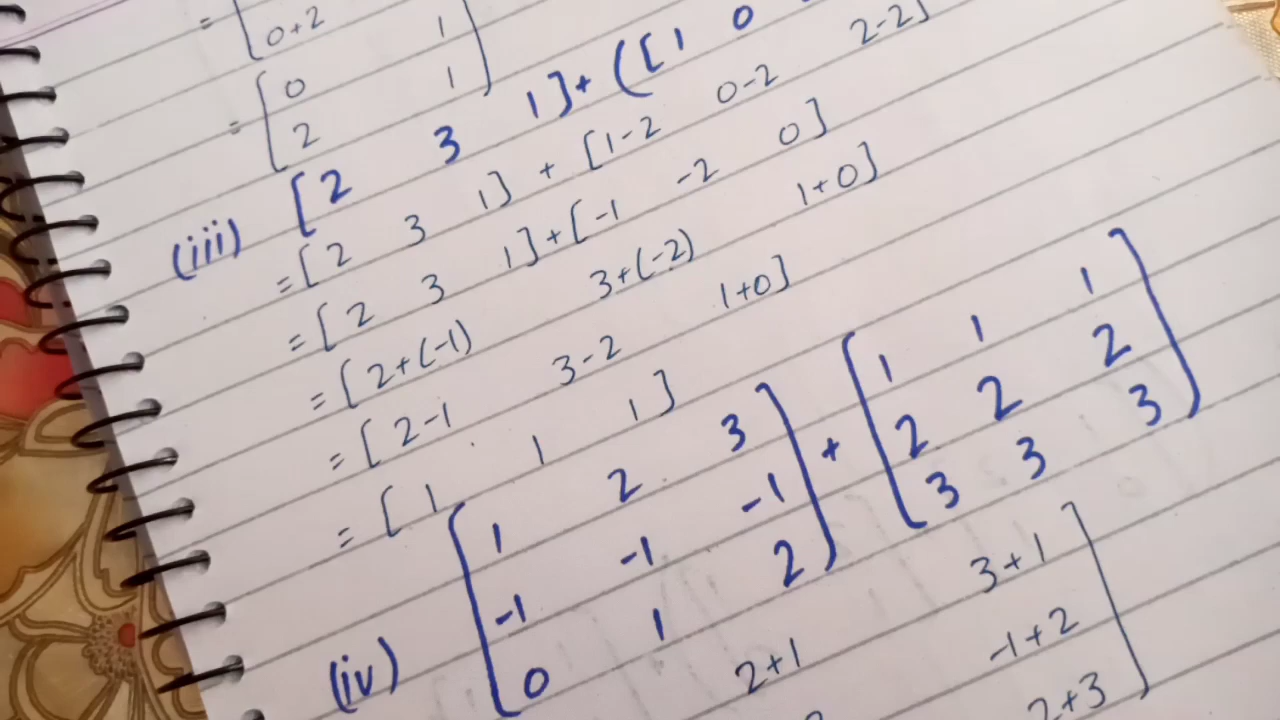 = [0+2 1]
= [0 1
2 1]
(iii) [2 3 1] + ([1 0
= [2 3 1] + [1-2 0-2 2-2]
= [2 3 1] + [-1 -2 0]
= [2+(-1) 3+(-2) 1+0]
= [2-1 3-2 1+0]
= [1 1 1]
(iv) [1 2 3
-1 -1 -1
0 1 2] + [1 1 1
2 2 2
3 3 3]
2+1 3+1
-1+2
2+3]